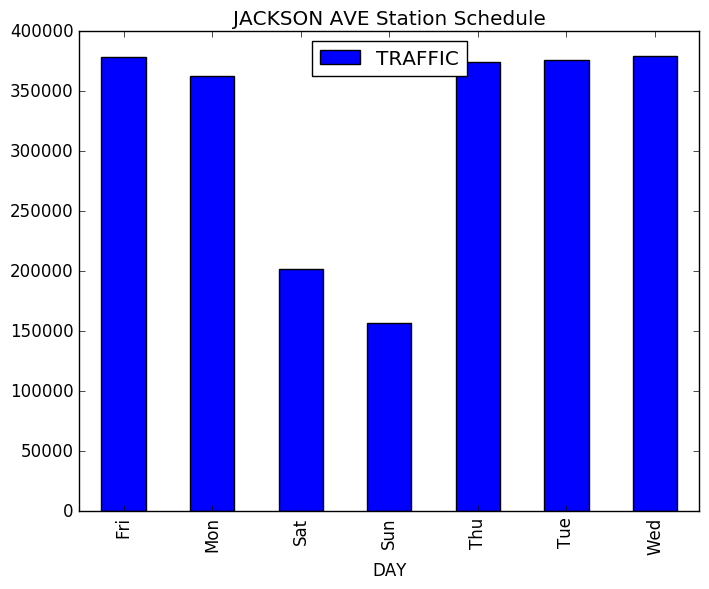 JACKSON AVE Station Schedule
TRAFFIC
400000
350000
300000
250000
200000
150000
100000
50000
0
Fri
Mon
Sat
Sun
Thu
Tue
Wed
DAY